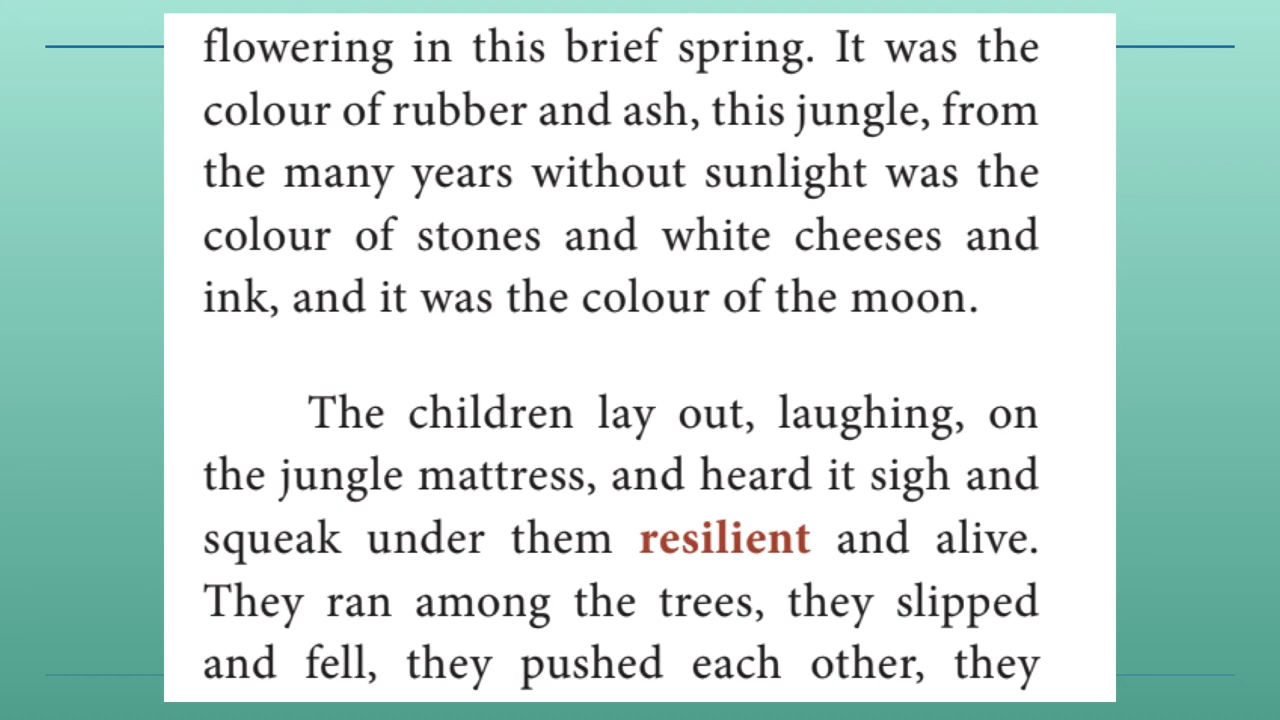 flowering in this brief spring. It was the
colour of rubber and ash, this jungle, from
the many years without sunlight was the
colour of stones and white cheeses and
ink, and it was the colour of the moon.
The children lay out, laughing, on
the jungle mattress, and heard it sigh and
squeak under them resilient and alive.
They ran among the trees, they slipped
and fell, they pushed each other, they